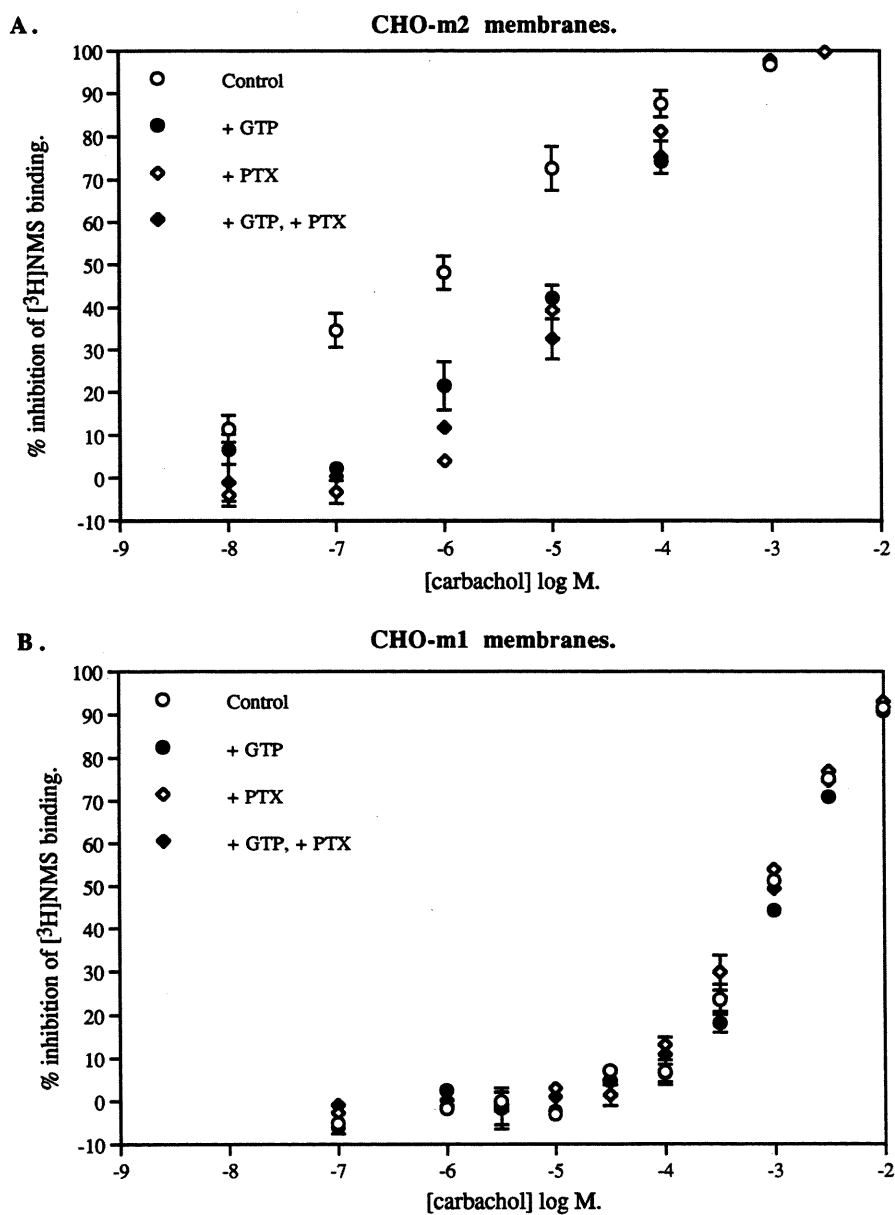 A.
CHO-m2 membranes.
100
90
80
70
60
50
40
30
20
10
0
-10
% inhibition of [³H]NMS binding.
Control
+ GTP
+ PTX
+ GTP, + PTX
-9 -8 -7 -6 -5 -4 -3 -2
[carbachol] log M.
B.
CHO-m1 membranes.
100
90
80
70
60
50
40
30
20
10
0
-10
% inhibition of [³H]NMS binding.
Control
+ GTP
+ PTX
+ GTP, + PTX
-9 -8 -7 -6 -5 -4 -3 -2
[carbachol] log M.